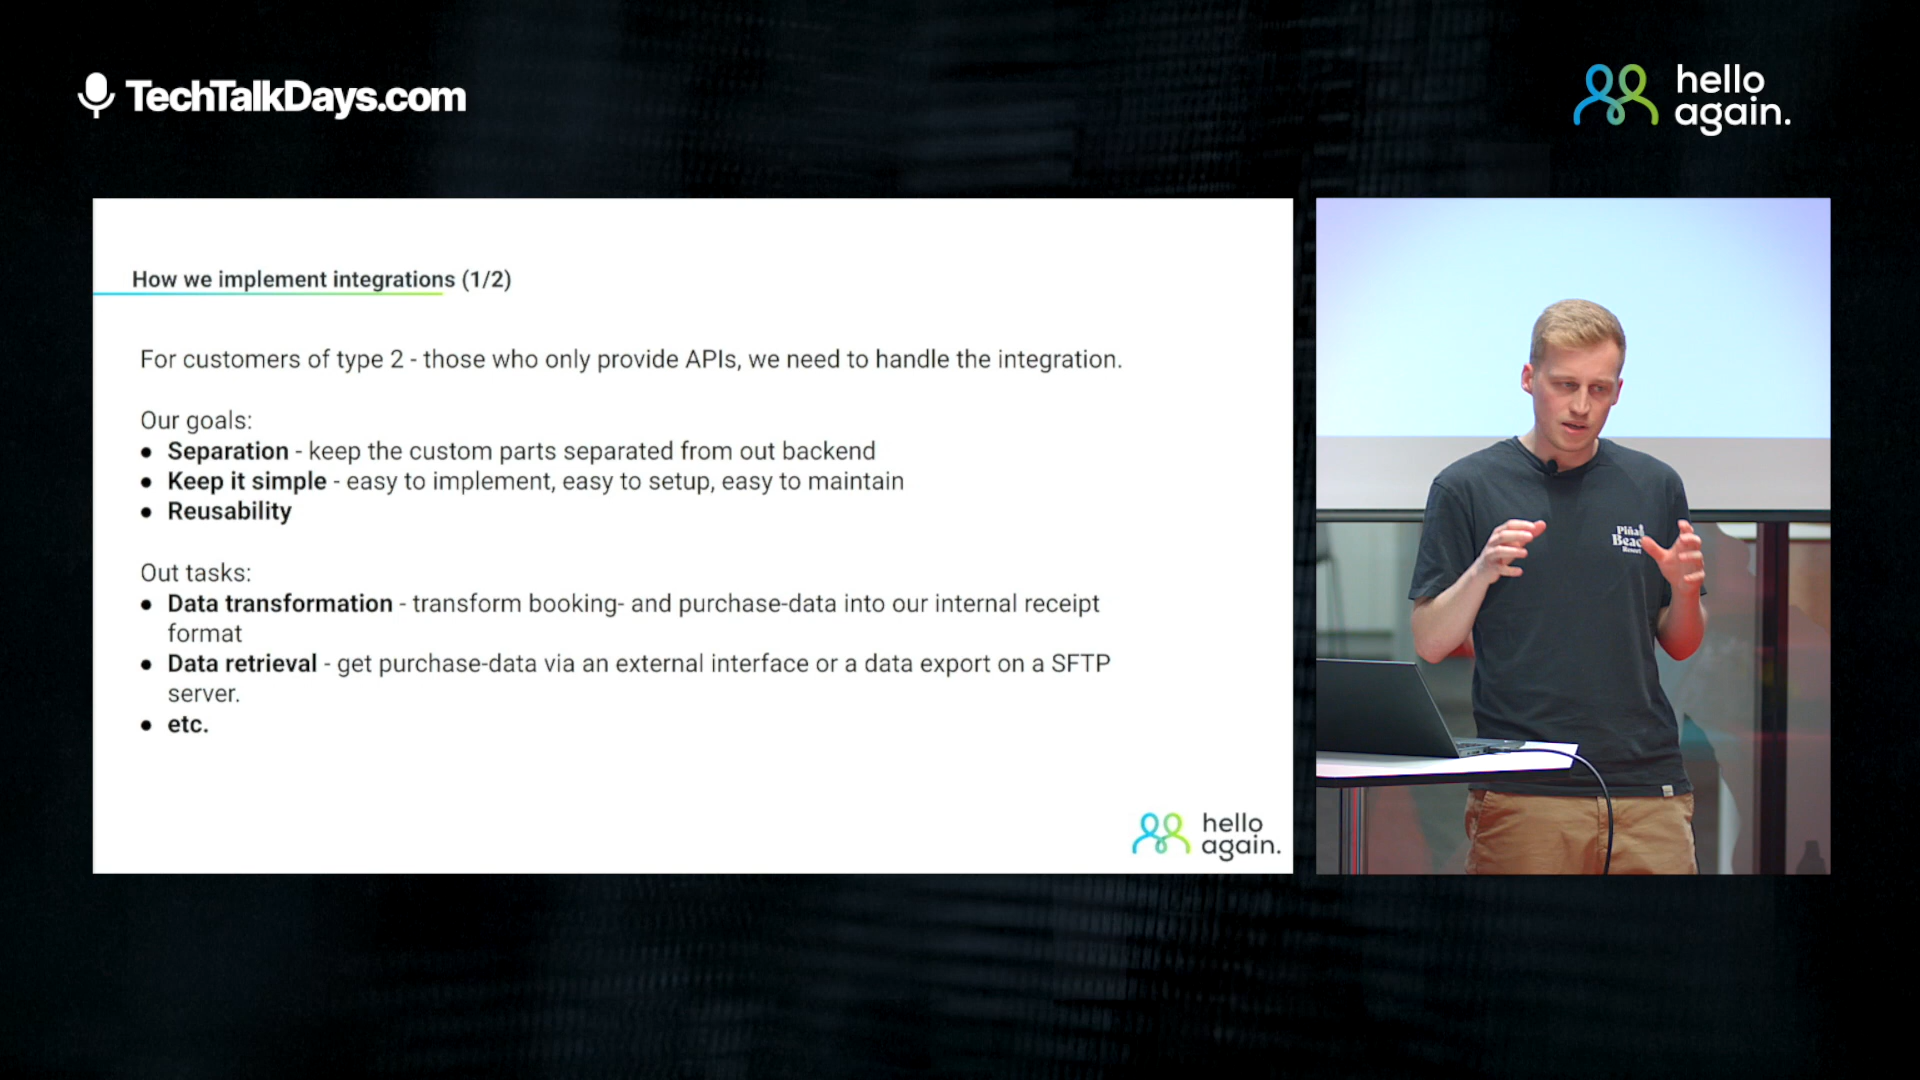 TechTalkDays.com
hello
again.
How we implement integrations (1/2)
For customers of type 2 - those who only provide APIs, we need to handle the integration.
Our goals:
● Separation - keep the custom parts separated from out backend
● Keep it simple - easy to implement, easy to setup, easy to maintain
● Reusability
Out tasks:
● Data transformation - transform booking- and purchase-data into our internal receipt
format
● Data retrieval - get purchase-data via an external interface or a data export on a SFTP
server.
● etc.
hello
again.